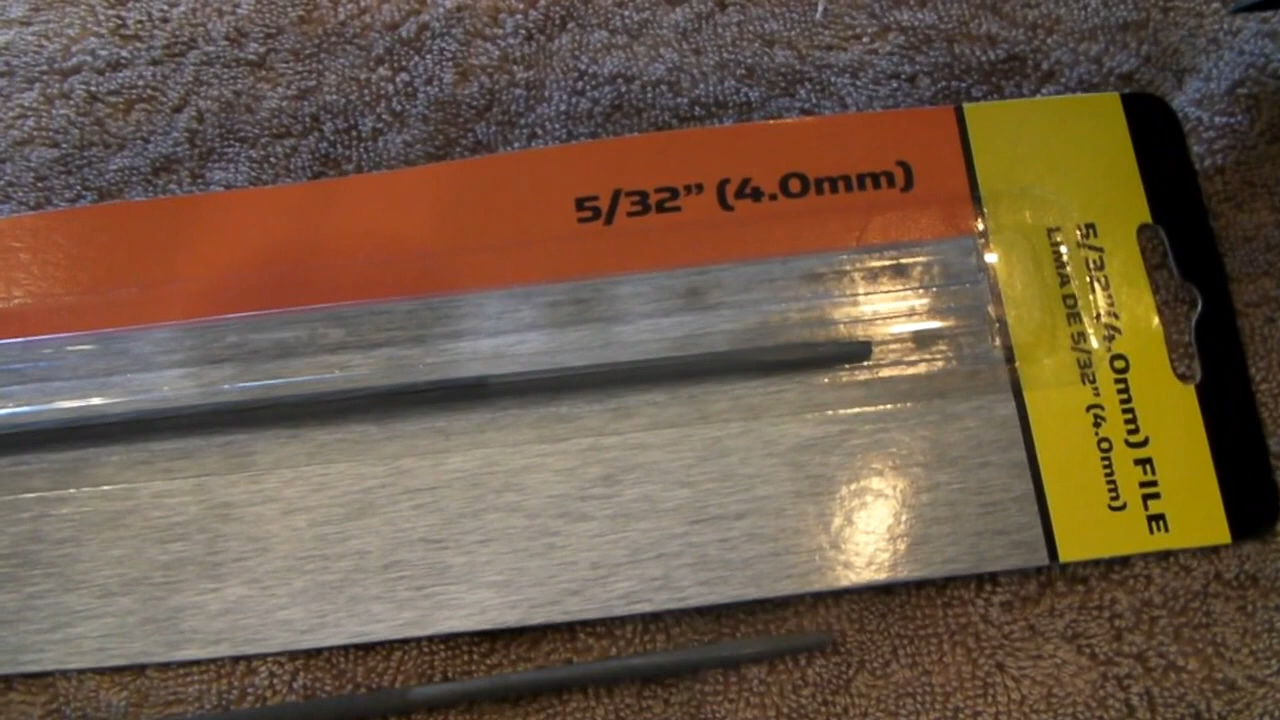 5/32” (4.0mm)
5/32” (4.0mm) FILE
LIMA DE 5/32” (4.0mm)